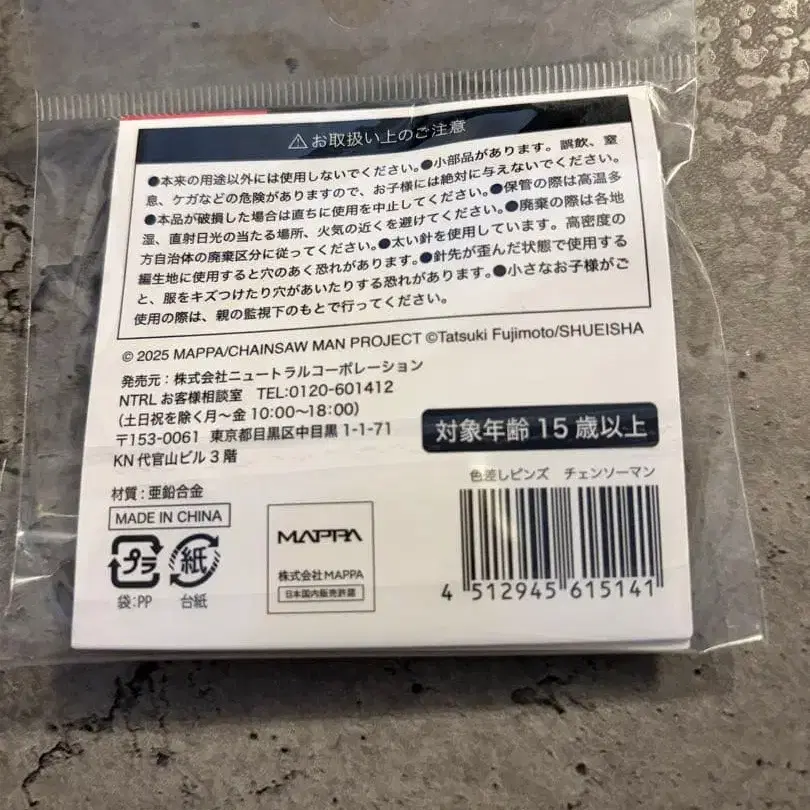 ⚠お取扱い上のご注意
●本来の用途以外には使用しないでください。●小部品があります。誤飲、窒
息、ケガなどの危険がありますので、お子様には絶対に与えないでください。
●本品が破損した場合は直ちに使用を中止してください。●保管の際は高温多
湿、直射日光の当たる場所、火気の近くを避けてください。●廃棄の際は各地
方自治体の廃棄区分に従ってください。●太い針を使用しています。高密度の
編生地に使用すると穴のあく恐れがあります。●針先が歪んだ状態で使用する
と、服をキズつけたり穴があいたりする恐れがあります。●小さなお子様がご
使用の際は、親の監視下のもとで行ってください。
© 2025 MAPPA/CHAINSAW MAN PROJECT ©Tatsuki Fujimoto/SHUEISHA
発売元：株式会社ニュートラルコーポレーション
NTRL お客様相談室 TEL:0120-601412
（土日祝を除く月～金 10:00～18:00）
〒153-0061 東京都目黒区中目黒 1-1-71
KN 代官山ビル 3 階
対象年齢 15 歳以上
材質：亜鉛合金
MADE IN CHINA
プラ
紙
袋:PP
台紙
MAPPA
株式会社MAPPA
日本国内販売許諾
色差しピンズ チェンソーマン
4 512945 615141